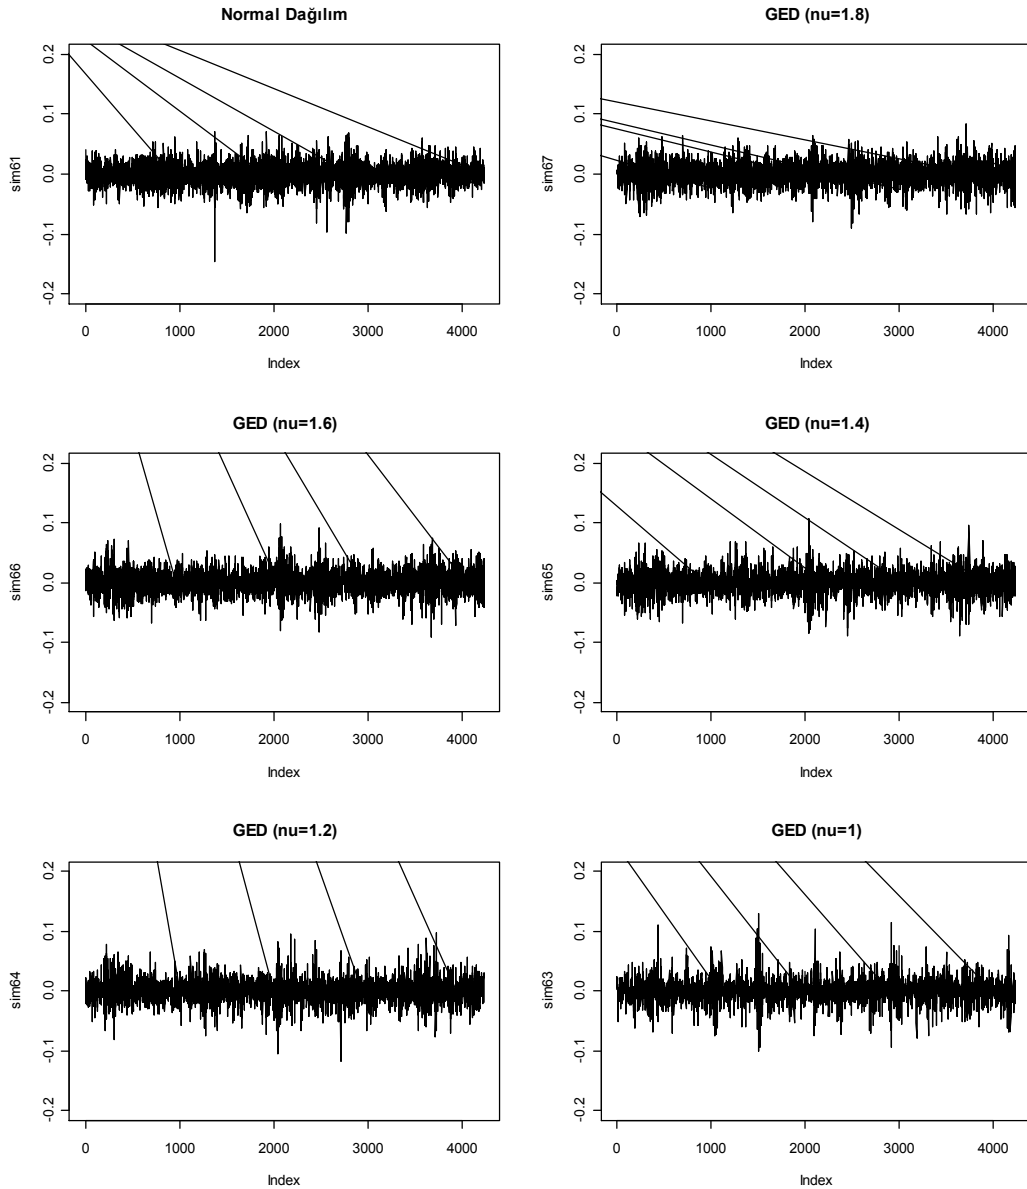 Normal Dağılım
sim61
0.2
0.1
0.0
-0.1
-0.2
0 1000 2000 3000 4000
Index
GED (nu=1.8)
sim67
0.2
0.1
0.0
-0.1
-0.2
0 1000 2000 3000 4000
Index
GED (nu=1.6)
sim66
0.2
0.1
0.0
-0.1
-0.2
0 1000 2000 3000 4000
Index
GED (nu=1.4)
sim65
0.2
0.1
0.0
-0.1
-0.2
0 1000 2000 3000 4000
Index
GED (nu=1.2)
sim64
0.2
0.1
0.0
-0.1
-0.2
0 1000 2000 3000 4000
Index
GED (nu=1)
sim63
0.2
0.1
0.0
-0.1
-0.2
0 1000 2000 3000 4000
Index